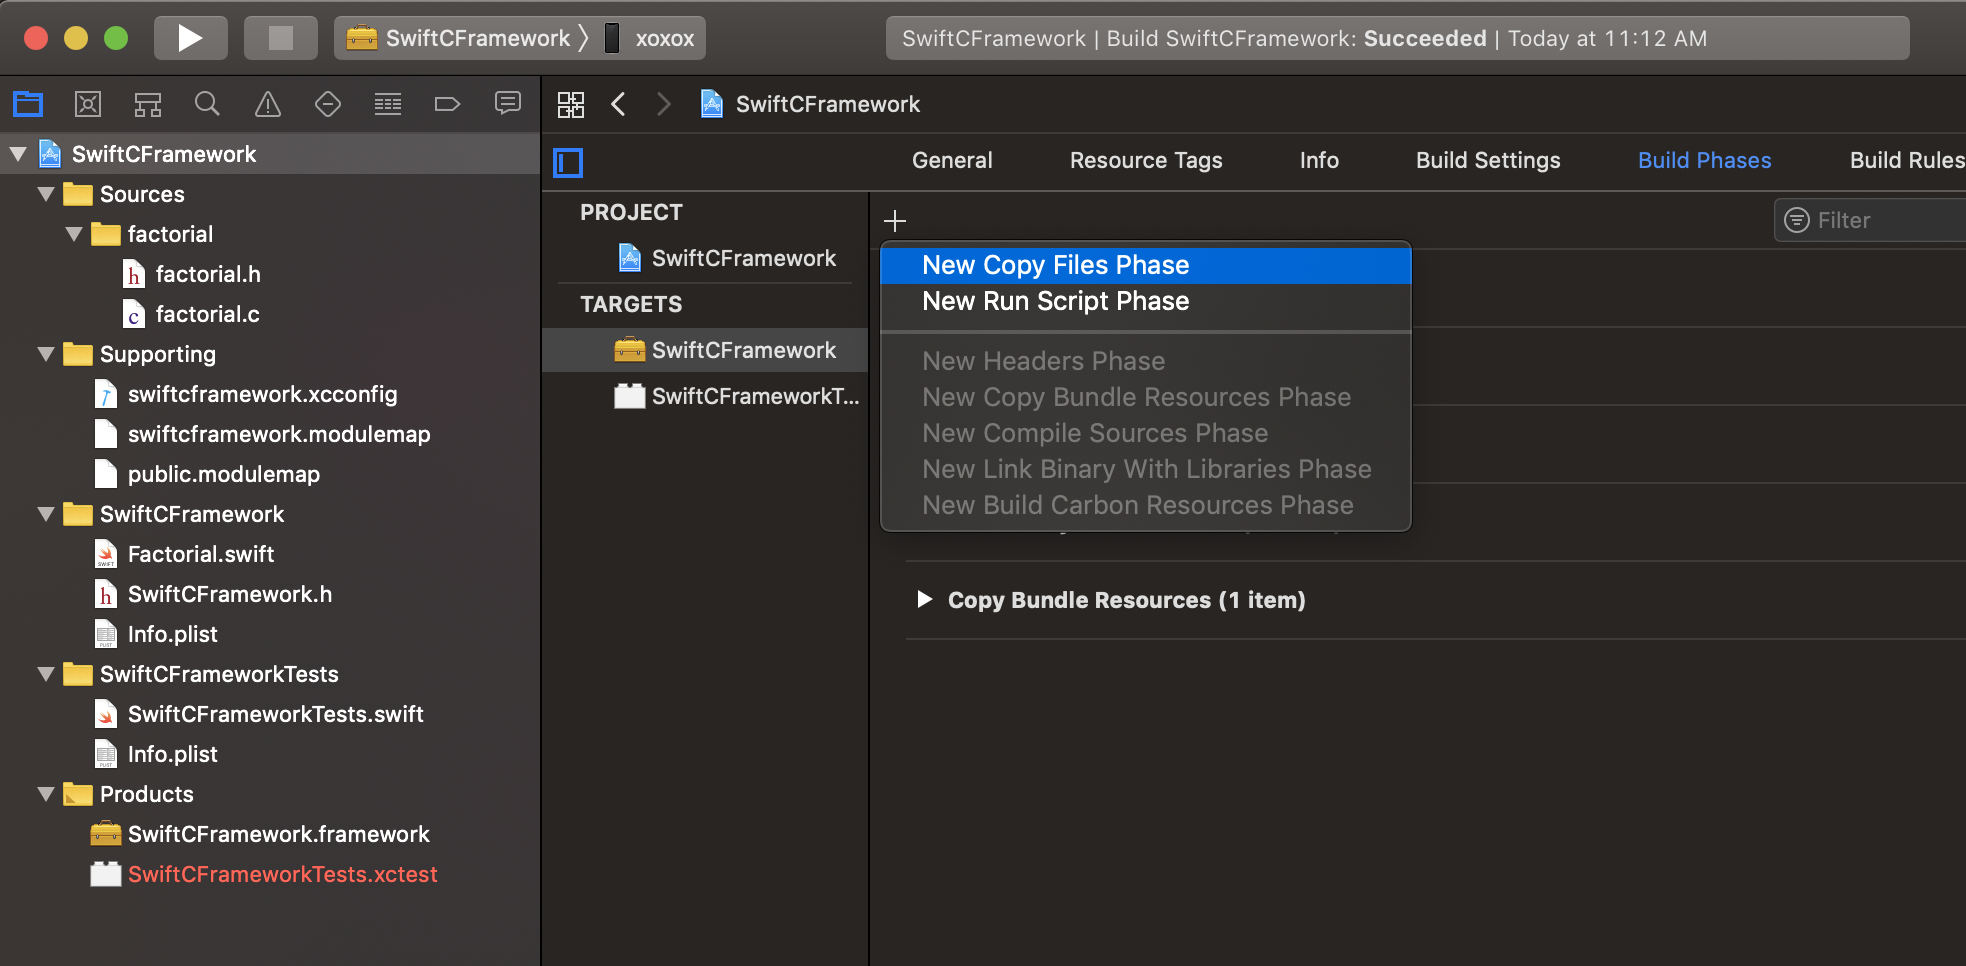 SwiftCFramework xoxox
SwiftCFramework | Build SwiftCFramework: Succeeded | Today at 11:12 AM
SwiftCFramework
Sources
factorial
factorial.h
factorial.c
Supporting
swiftcframework.xcconfig
swiftcframework.modulemap
public.modulemap
SwiftCFramework
Factorial.swift
SwiftCFramework.h
Info.plist
SwiftCFrameworkTests
SwiftCFrameworkTests.swift
Info.plist
Products
SwiftCFramework.framework
SwiftCFrameworkTests.xctest
SwiftCFramework
General Resource Tags Info Build Settings Build Phases Build Rules
PROJECT
SwiftCFramework
TARGETS
SwiftCFramework
SwiftCFrameworkT...
Filter
New Copy Files Phase
New Run Script Phase
New Headers Phase
New Copy Bundle Resources Phase
New Compile Sources Phase
New Link Binary With Libraries Phase
New Build Carbon Resources Phase
Copy Bundle Resources (1 item)